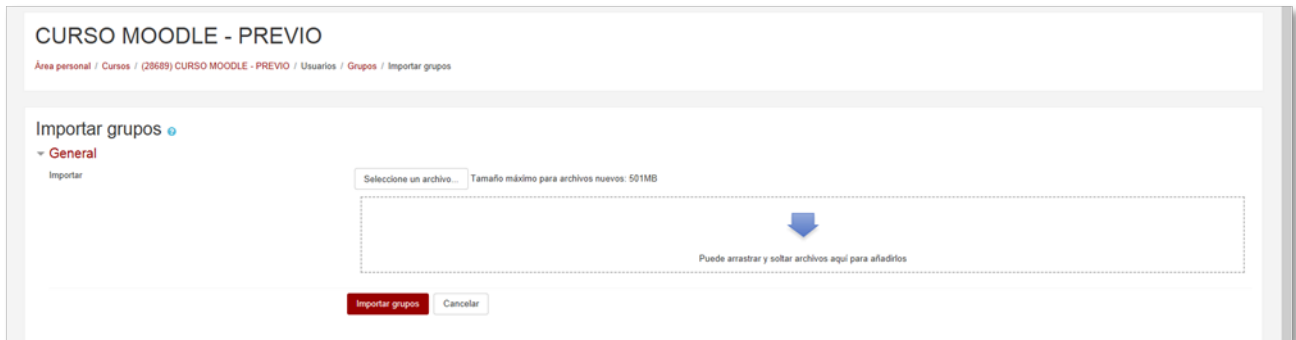 CURSO MOODLE - PREVIO
Área personal / Cursos / (28689) CURSO MOODLE - PREVIO / Usuarios / Grupos / Importar grupos
Importar grupos
General
Importar
Seleccione un archivo... Tamaño máximo para archivos nuevos: 501MB
Puede arrastrar y soltar archivos aquí para añadirlos
Importar grupos Cancelar